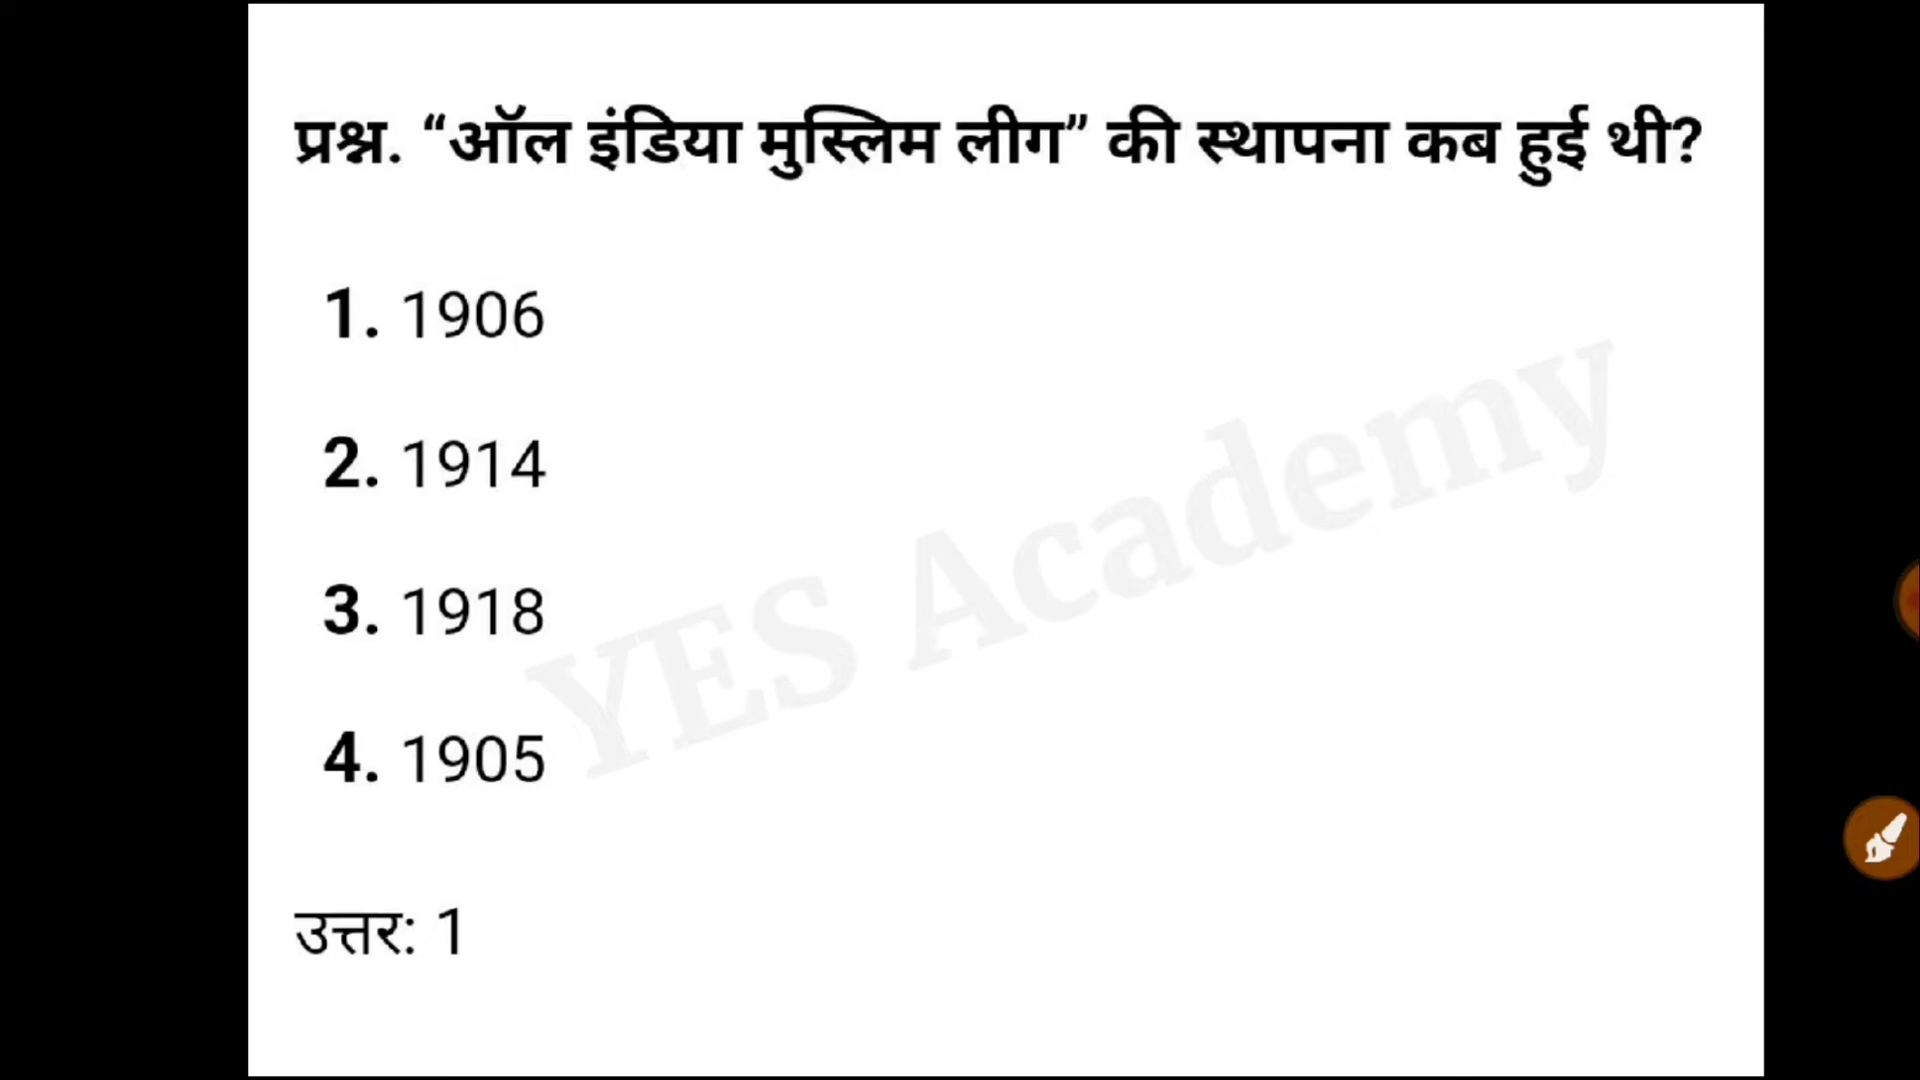 प्रश्न. “ऑल इंडिया मुस्लिम लीग” की स्थापना कब हुई थी?
1. 1906
2. 1914
3. 1918
4. 1905
YES Academy
उत्तर: 1